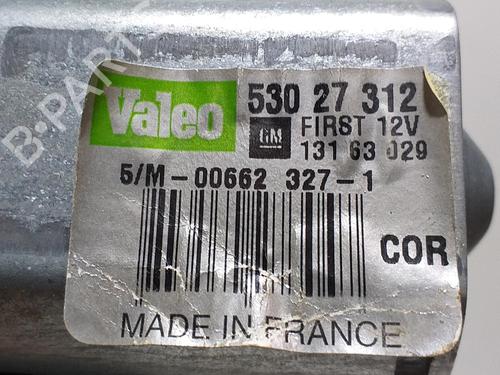 B-PARTS
Valeo
530 27 312
GM
FIRST 12V
131 63 029
5/M-00662 327-1
COR
MADE IN FRANCE